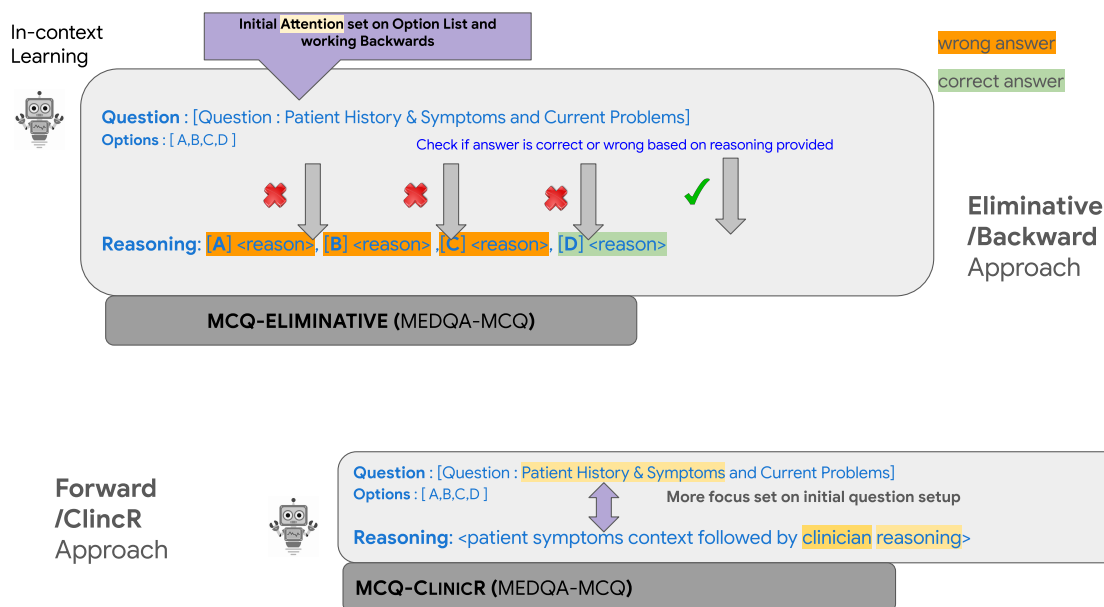 In-context
Learning
Initial Attention set on Option List and
working Backwards
wrong answer
correct answer
Question : [Question : Patient History & Symptoms and Current Problems]
Options : [ A,B,C,D ]
Check if answer is correct or wrong based on reasoning provided
Reasoning: [A] <reason>, [B] <reason> ,[C] <reason>, [D] <reason>
Eliminative
/Backward
Approach
MCQ-ELIMINATIVE (MEDQA-MCQ)
Forward
/ClincR
Approach
Question : [Question : Patient History & Symptoms and Current Problems]
Options : [ A,B,C,D ]
More focus set on initial question setup
Reasoning: <patient symptoms context followed by clinician reasoning>
MCQ-CLINICR (MEDQA-MCQ)